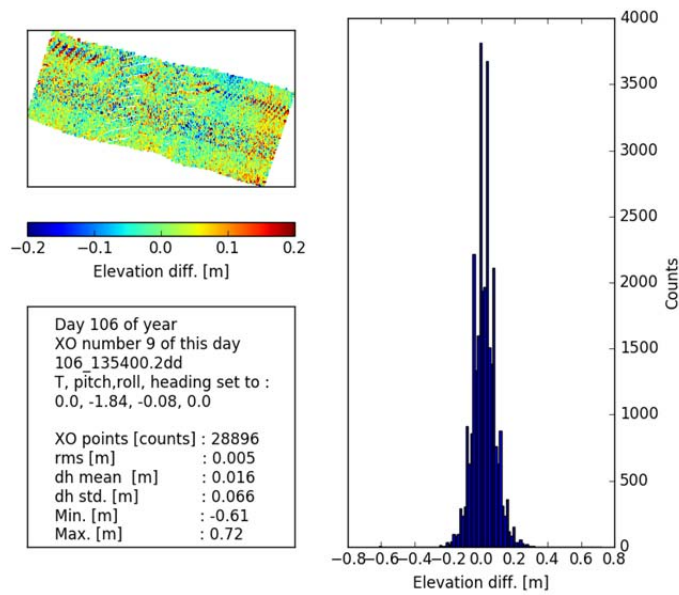 −0.2 −0.1 0.0 0.1 0.2
Elevation diff. [m]
Day 106 of year
XO number 9 of this day
106_135400.2dd
T, pitch,roll, heading set to :
0.0, -1.84, -0.08, 0.0
XO points [counts] : 28896
rms [m] : 0.005
dh mean [m] : 0.016
dh std. [m] : 0.066
Min. [m] : -0.61
Max. [m] : 0.72
4000
3500
3000
2500
2000
1500
1000
500
0
Counts
−0.8 −0.6 −0.4 −0.2 0.0 0.2 0.4 0.6 0.8
Elevation diff. [m]